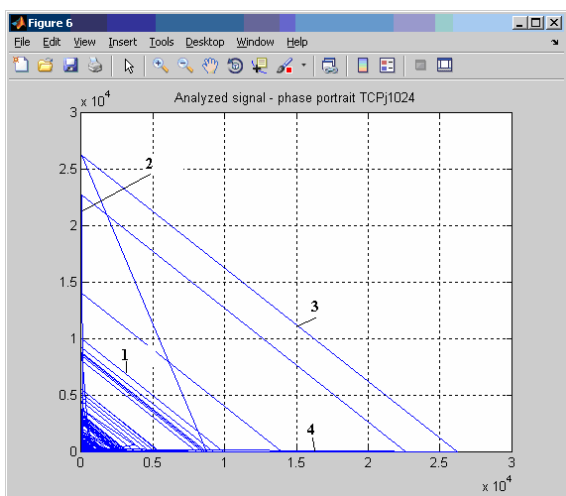 Figure 6
File Edit View Insert Tools Desktop Window Help
Analyzed signal - phase portrait TCPj1024
x 10^4
3
2.5
2
1.5
1
0.5
0
2
3
1
4
0 0.5 1 1.5 2 2.5 3
x 10^4